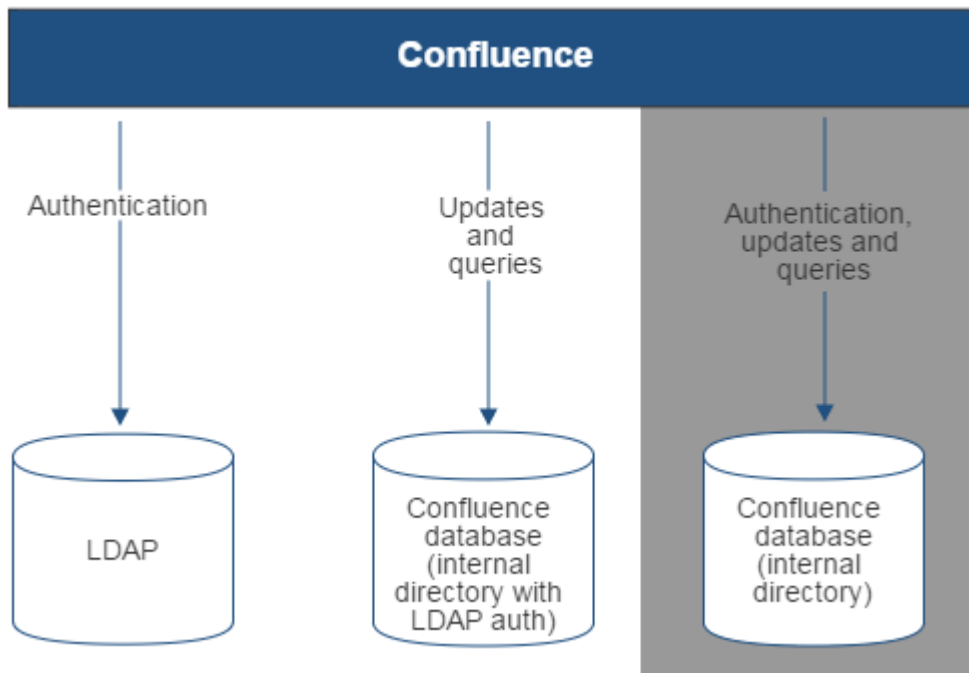 Confluence
Authentication
Updates
and
queries
Authentication,
updates and
queries
LDAP
Confluence
database
(internal
directory with
LDAP auth)
Confluence
database
(internal
directory)